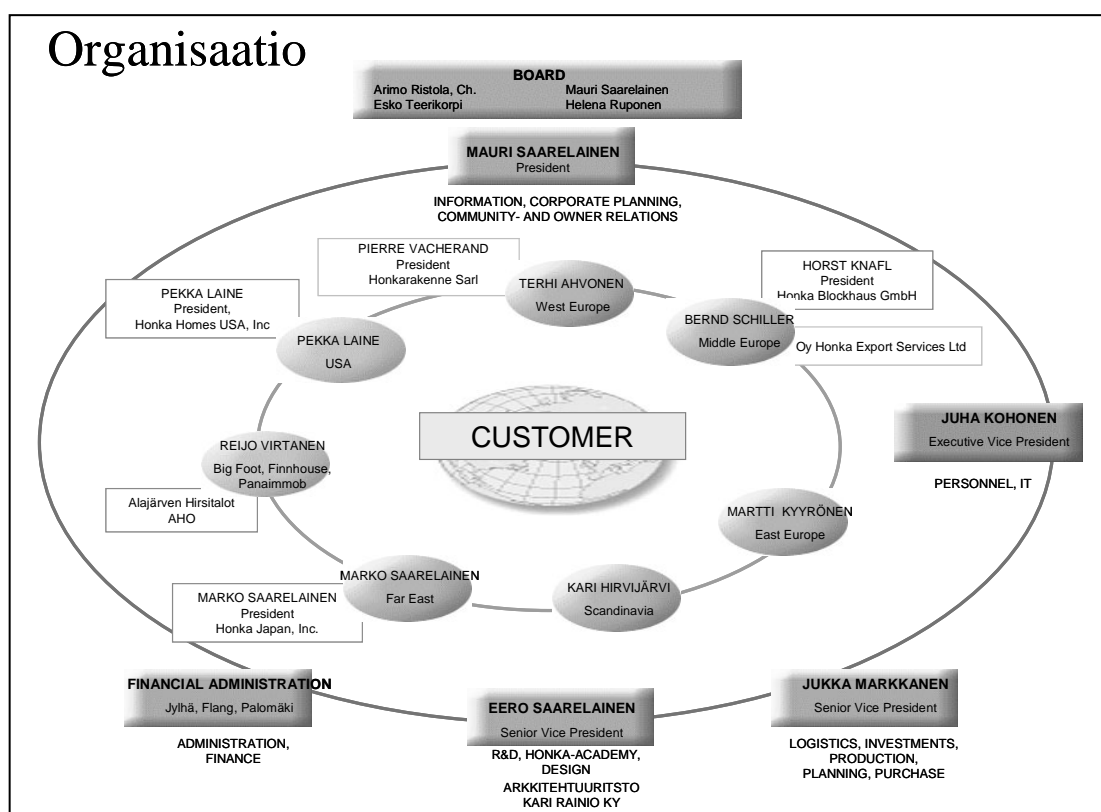 Organisaatio
BOARD
Arimo Ristola, Ch.
Mauri Saarelainen
Esko Teerikorpi
Helena Ruponen
MAURI SAARELAINEN
President
INFORMATION, CORPORATE PLANNING,
COMMUNITY- AND OWNER RELATIONS
PIERRE VACHERAND
President
Honkarakenne Sarl
TERHI AHVONEN
West Europe
HORST KNAFL
President
Honka Blockhaus GmbH
PEKKA LAINE
President,
Honka Homes USA, Inc
PEKKA LAINE
USA
BERND SCHILLER
Middle Europe
Oy Honka Export Services Ltd
CUSTOMER
JUHA KOHONEN
Executive Vice President
PERSONNEL, IT
REIJO VIRTANEN
Big Foot, Finnhouse,
Panaimmob
Alajärven Hirsitalot
AHO
MARTTI KYYRÖNEN
East Europe
MARKO SAARELAINEN
Far East
KARI HIRVIJÄRVI
Scandinavia
MARKO SAARELAINEN
President
Honka Japan, Inc.
FINANCIAL ADMINISTRATION
Jylhä, Flang, Palomäki
ADMINISTRATION,
FINANCE
EERO SAARELAINEN
Senior Vice President
R&D, HONKA-ACADEMY,
DESIGN
ARKKITEHTUURITSTO
KARI RAINIO KY
JUKKA MARKKANEN
Senior Vice President
LOGISTICS, INVESTMENTS,
PRODUCTION,
PLANNING, PURCHASE